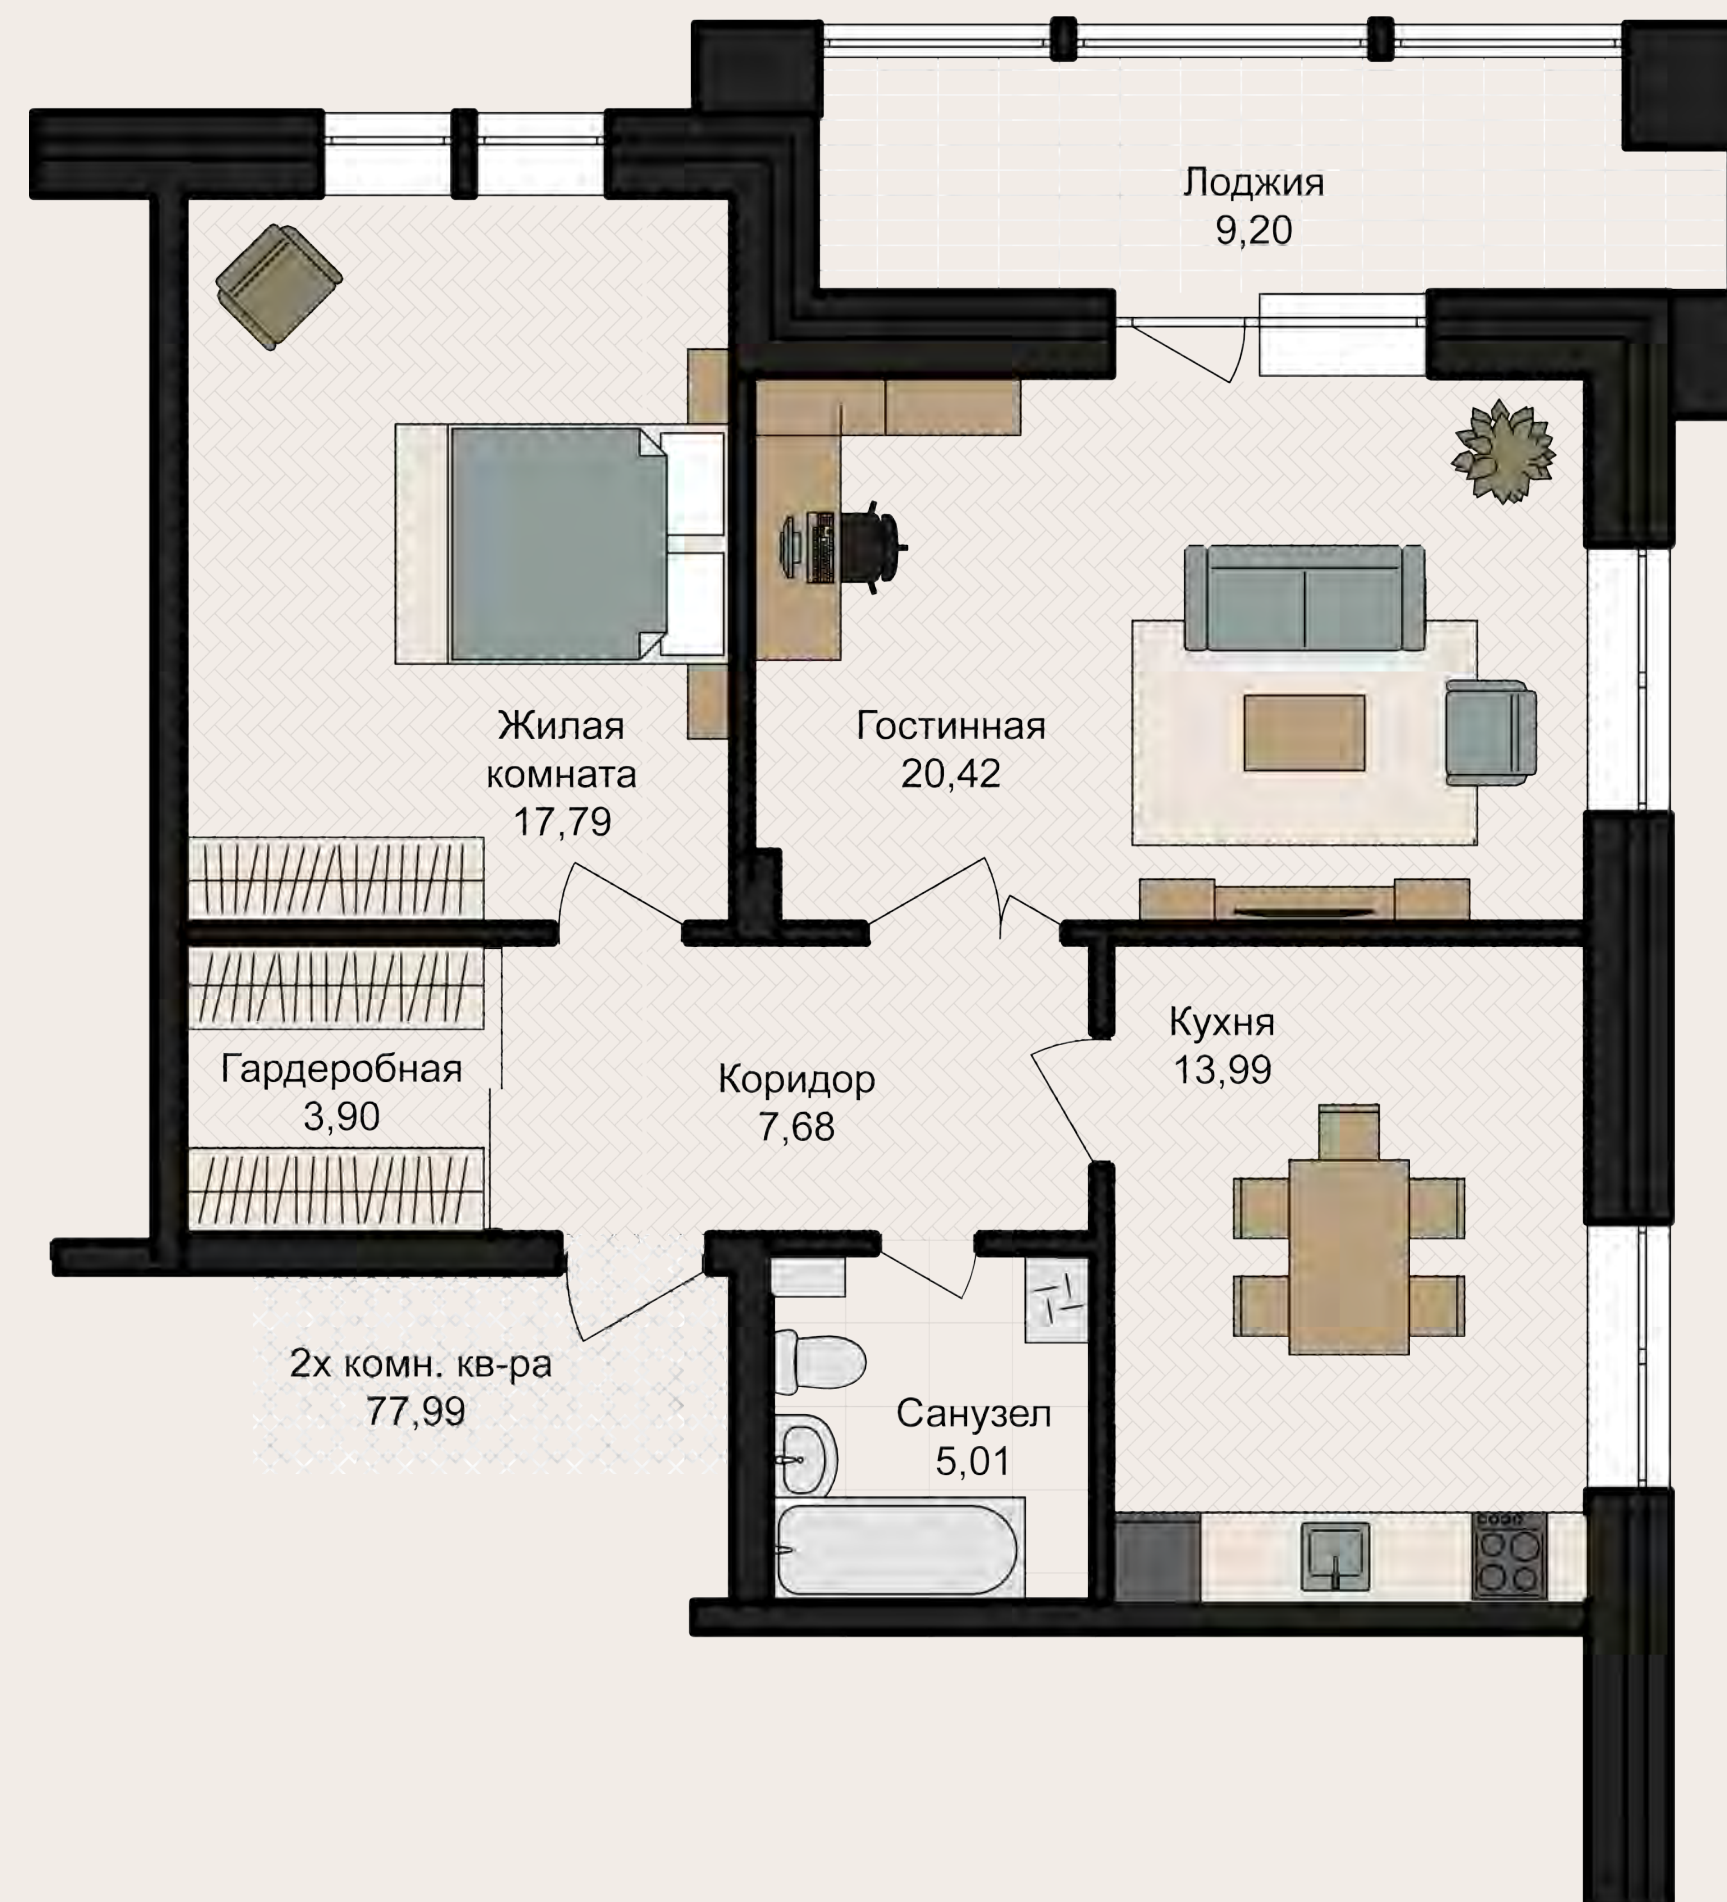 Лоджия
9,20
Жилая
комната
17,79
Гостинная
20,42
Гардеробная
3,90
Коридор
7,68
Кухня
13,99
2х комн. кв-ра
77,99
Санузел
5,01